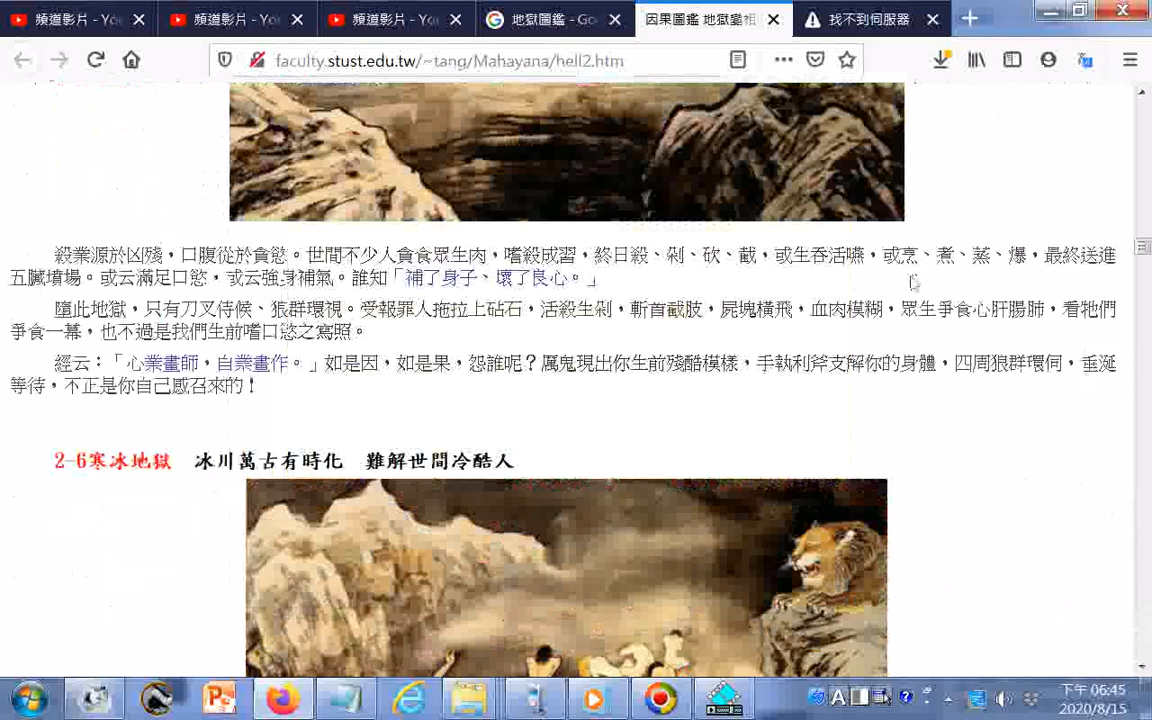 頻道影片 - Yo
頻道影片 - Yo
頻道影片 - Yo
地獄圖鑑 - Go
因果圖鑑 地獄變相
找不到伺服器
faculty.stust.edu.tw/~tang/Mahayana/hell2.htm
殺業源於凶殘，口腹從於貪慾。世間不少人貪食眾生肉，嗜殺成習，終日殺、剁、砍、截，或生吞活嚥，或烹、煮、蒸、爆，最終送進
五臟墳場。或云滿足口慾，或云強身補氣。誰知「補了身子、壞了良心。」
墮此地獄，只有刀叉侍候、狼群環視。受報罪人拖拉上砧石，活殺生剁，斬首截肢，屍塊橫飛，血肉模糊，眾生爭食心肝腸肺，看牠們
爭食一幕，也不過是我們生前嗜口慾之寫照。
經云：「心業畫師，自業畫作。」如是因，如是果，怨誰呢？厲鬼現出你生前殘酷模樣，手執利斧支解你的身體，四周狼群環伺，垂涎
等待，不正是你自己感召來的！
2-6寒冰地獄 冰川萬古有時化 難解世間冷酷人
下午 06:45
2020/8/15